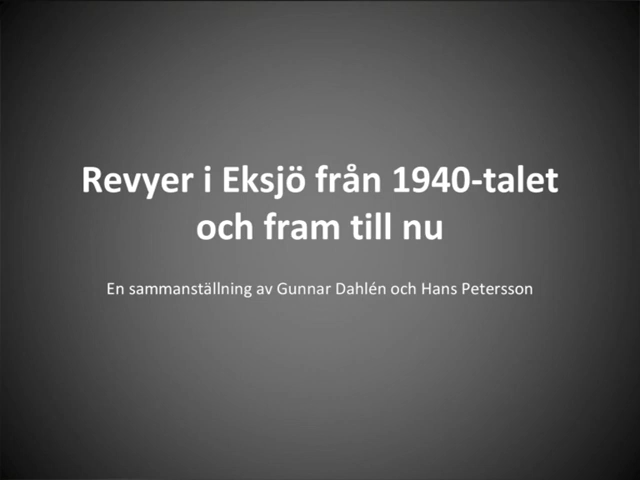 Revyer i Eksjö från 1940-talet
och fram till nu
En sammanställning av Gunnar Dahlén och Hans Petersson